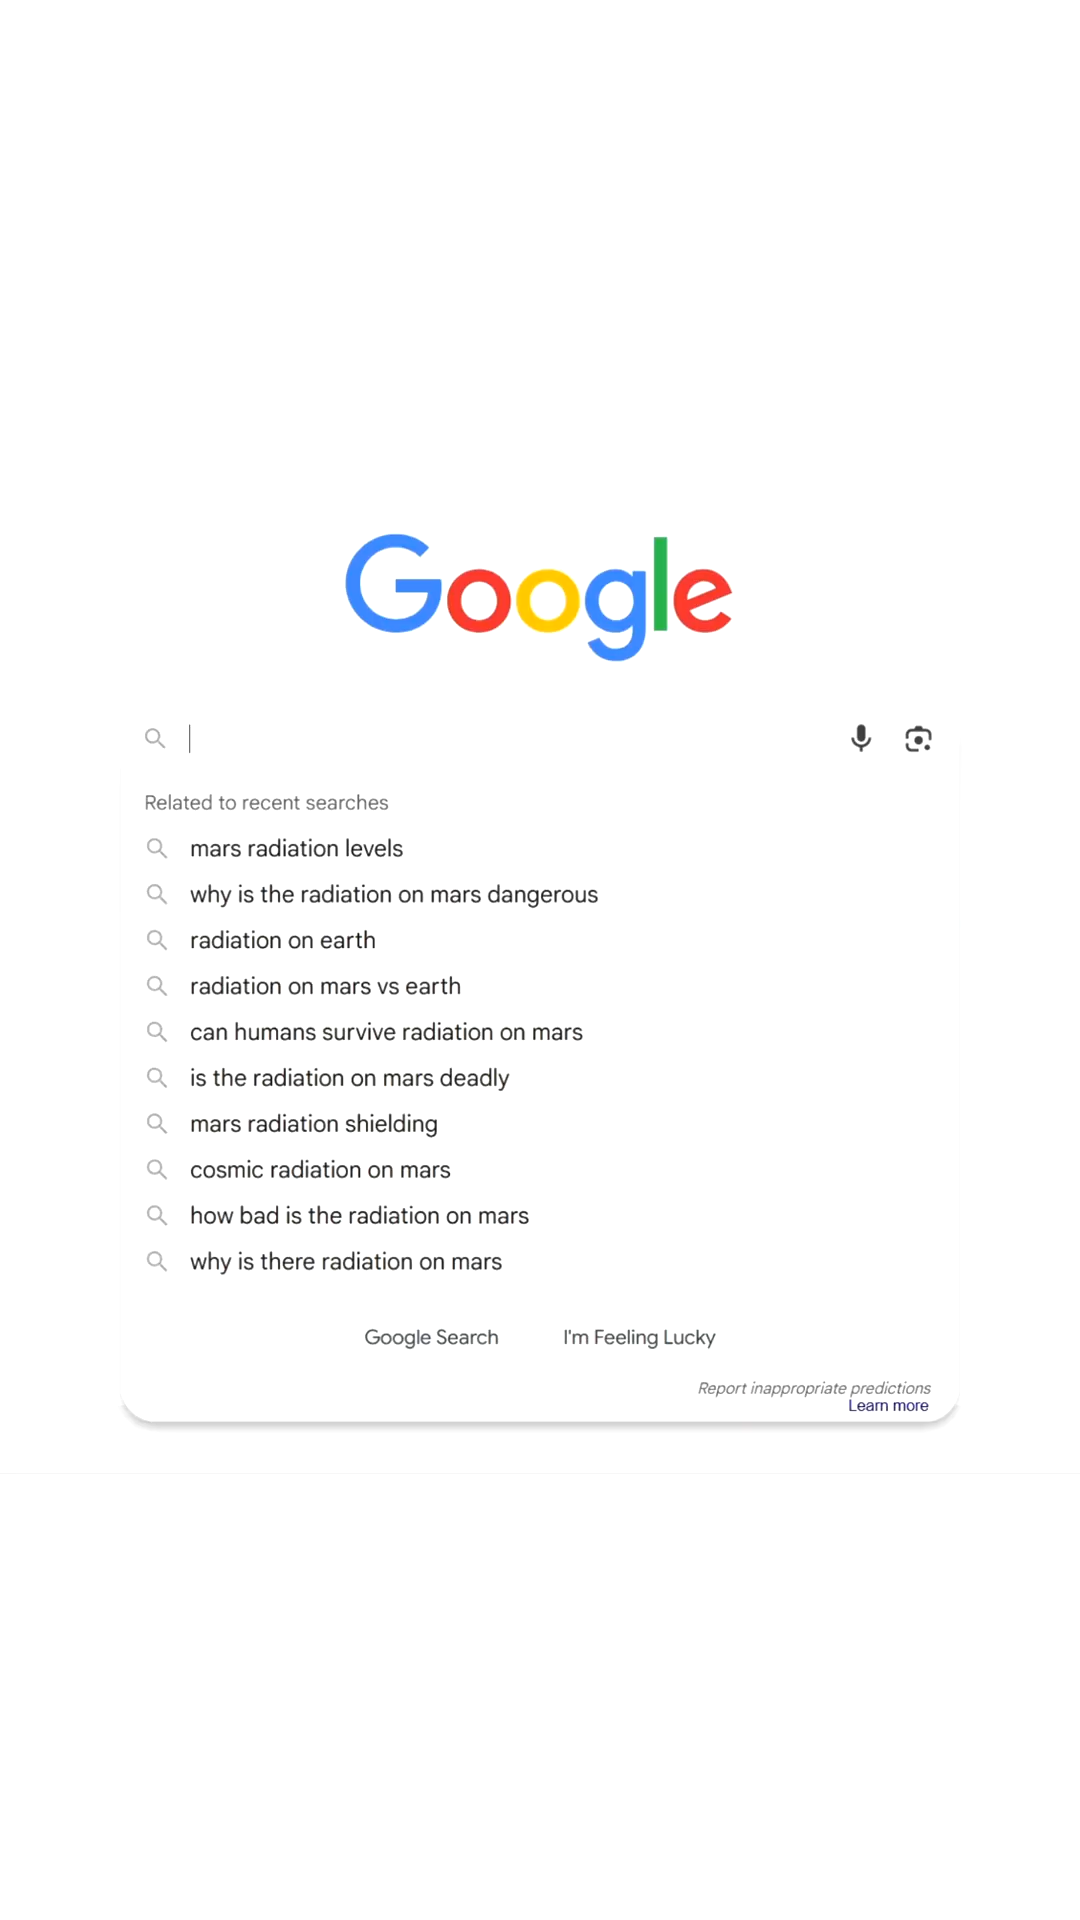 Google
Related to recent searches
mars radiation levels
why is the radiation on mars dangerous
radiation on earth
radiation on mars vs earth
can humans survive radiation on mars
is the radiation on mars deadly
mars radiation shielding
cosmic radiation on mars
how bad is the radiation on mars
why is there radiation on mars
Google Search I'm Feeling Lucky
Report inappropriate predictions
Learn more